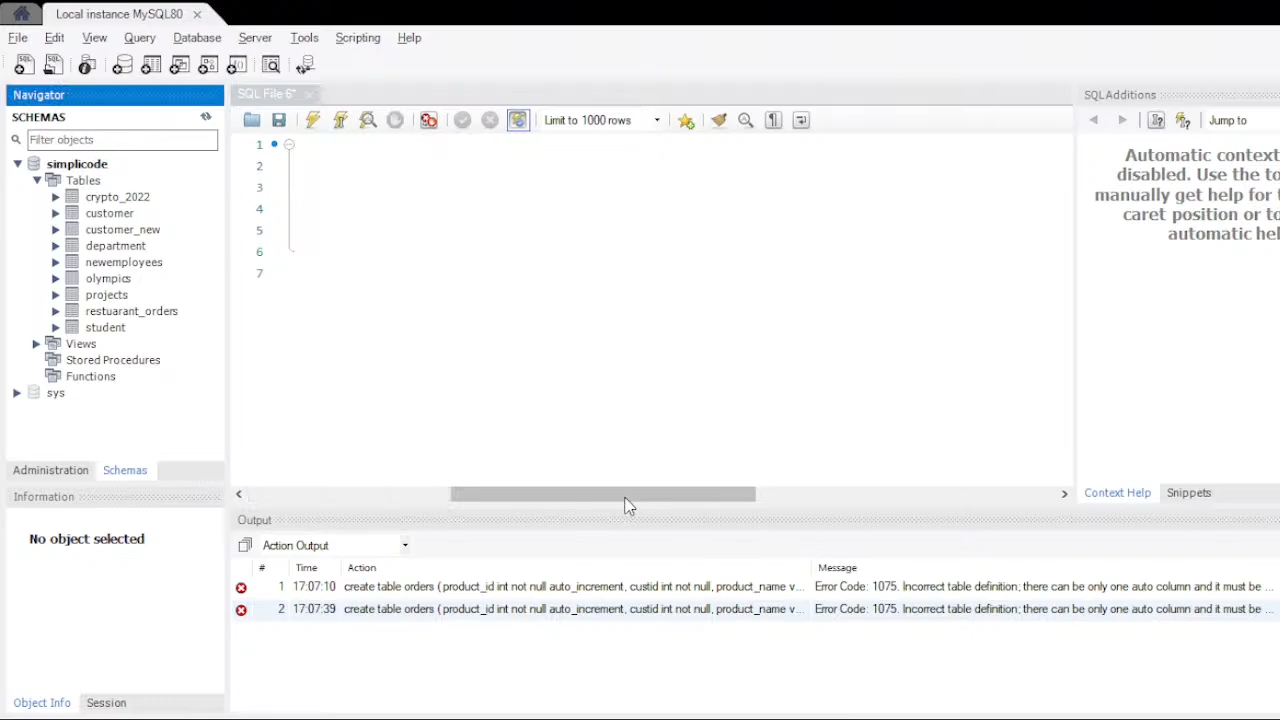 Local instance MySQL80
File Edit View Query Database Server Tools Scripting Help
Navigator
SCHEMAS
Filter objects
simplicode
Tables
crypto_2022
customer
customer_new
department
newemployees
olympics
projects
restuarant_orders
student
Views
Stored Procedures
Functions
sys
Administration Schemas
Information
No object selected
Object Info Session
SQL File 6*
Limit to 1000 rows
1
2
3
4
5
6
7
SQLAdditions
Jump to
Automatic context
disabled. Use the to
manually get help for t
caret position or to
automatic hel
Context Help Snippets
Output
Action Output
# Time Action Message
1 17:07:10 create table orders ( product_id int not null auto_increment, custid int not null, product_name v... Error Code: 1075. Incorrect table definition; there can be only one auto column and it must be ...
2 17:07:39 create table orders ( product_id int not null auto_increment, custid int not null, product_name v... Error Code: 1075. Incorrect table definition; there can be only one auto column and it must be ...